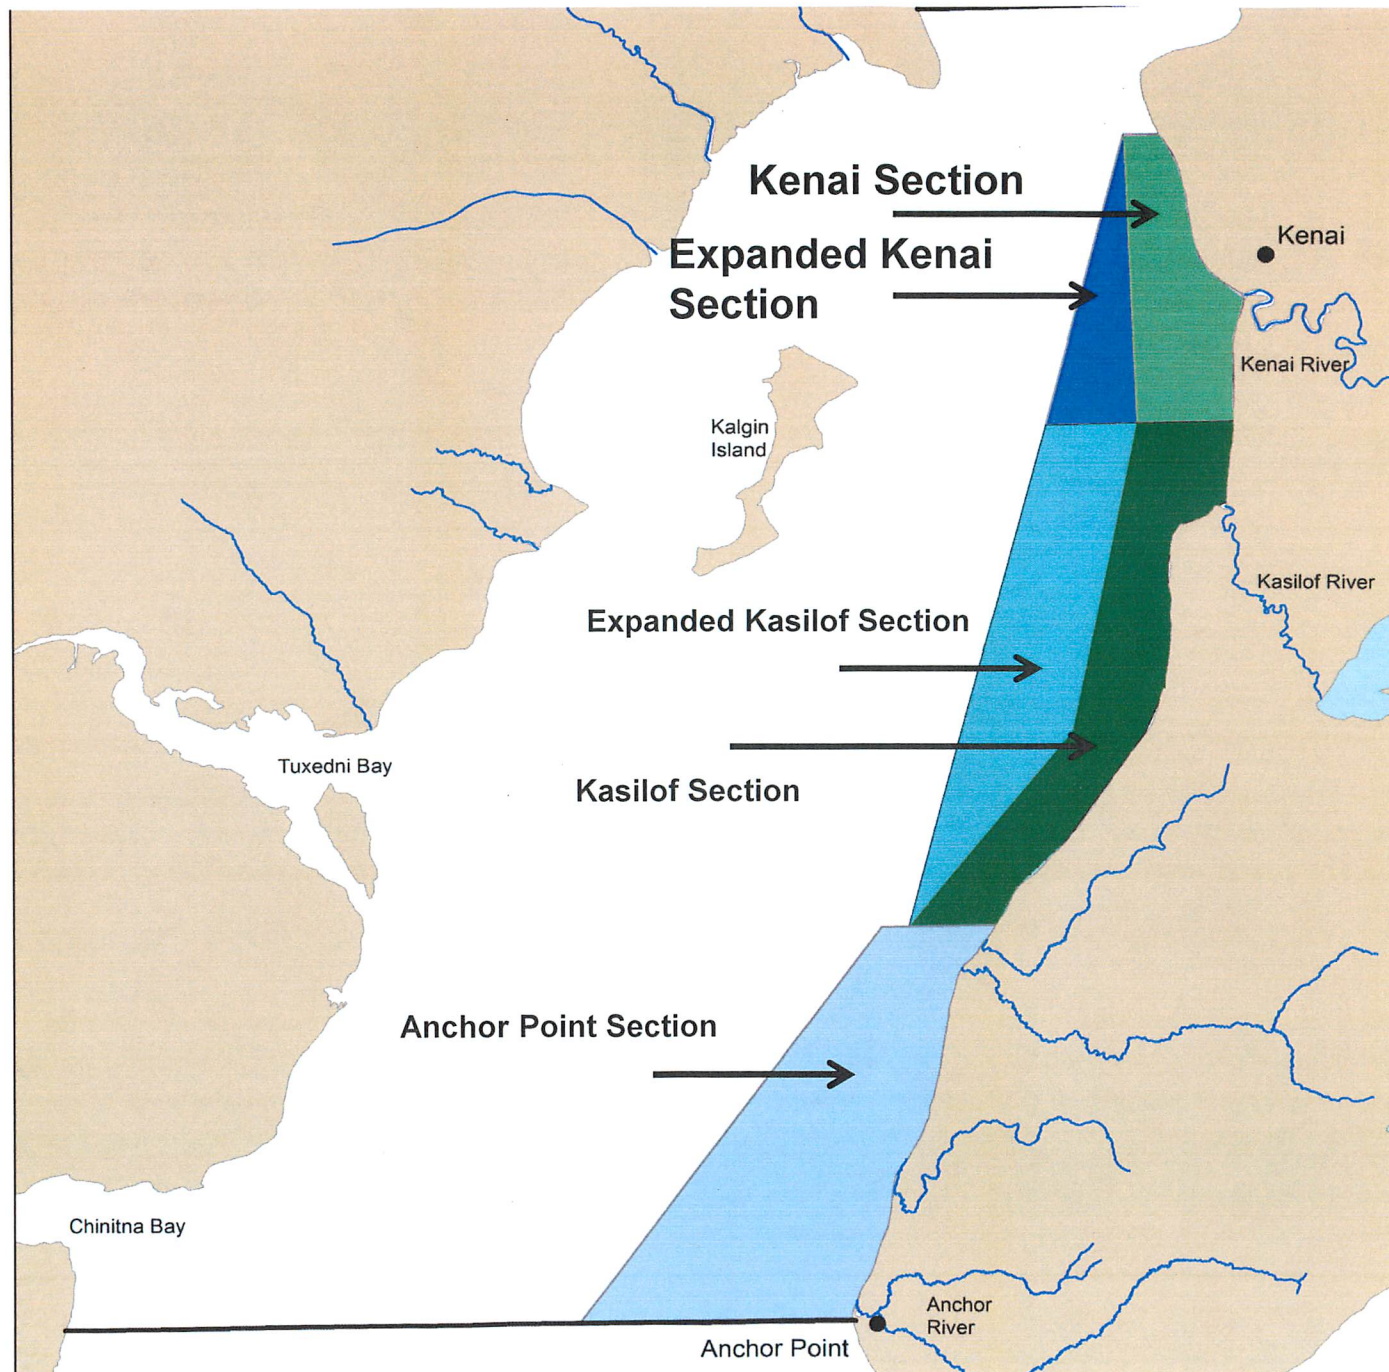 Kenai Section
Kenai
Expanded Kenai
Section
Kenai River
Kalgin
Island
Kasilof River
Expanded Kasilof Section
Tuxedni Bay
Kasilof Section
Anchor Point Section
Chinitna Bay
Anchor
River
Anchor Point